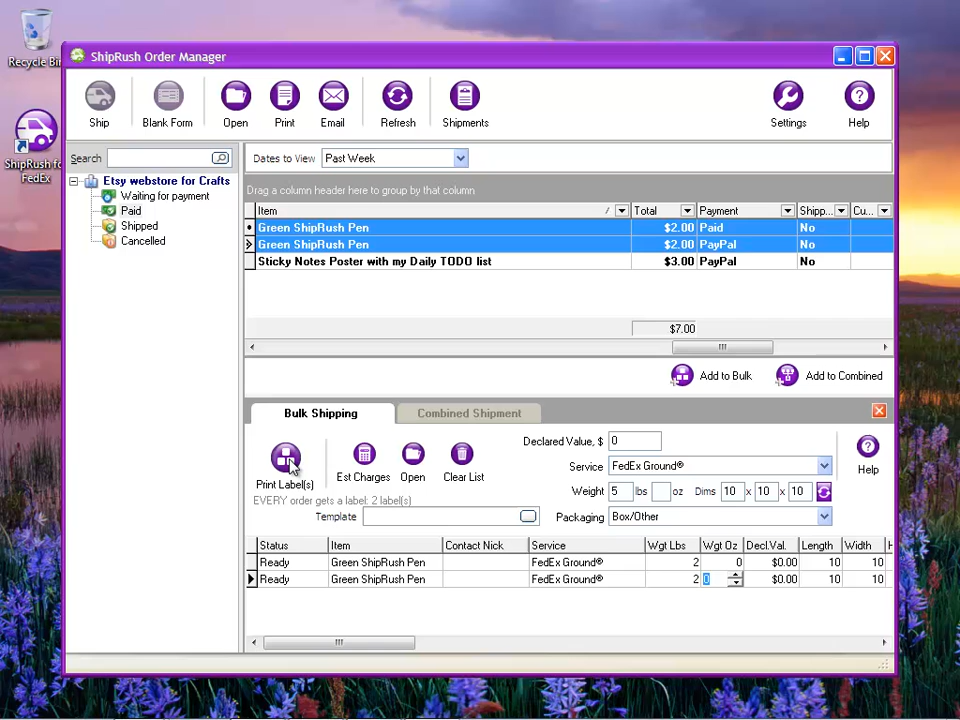 Recycle Bin
ShipRush for
FedEx
ShipRush Order Manager
Ship
Blank Form
Open
Print
Email
Refresh
Shipments
Settings
Help
Search
Dates to View
Past Week
Etsy webstore for Crafts
Waiting for payment
Paid
Shipped
Cancelled
Drag a column header here to group by that column
Item / Total Payment Shipp... Cu...
Green ShipRush Pen $2.00 Paid No
Green ShipRush Pen $2.00 PayPal No
Sticky Notes Poster with my Daily TODO list $3.00 PayPal No
$7.00
Add to Bulk
Add to Combined
Bulk Shipping
Combined Shipment
Print Label(s)
Est Charges
Open
Clear List
EVERY order gets a label: 2 label(s)
Template
Declared Value, $ 0
Service FedEx Ground®
Weight 5 lbs oz Dims 10 x 10 x 10
Packaging Box/Other
Help
Status Item Contact Nick Service Wgt Lbs Wgt Oz Decl.Val. Length Width H
Ready Green ShipRush Pen FedEx Ground® 2 0 $0.00 10 10
Ready Green ShipRush Pen FedEx Ground® 2 0 $0.00 10 10